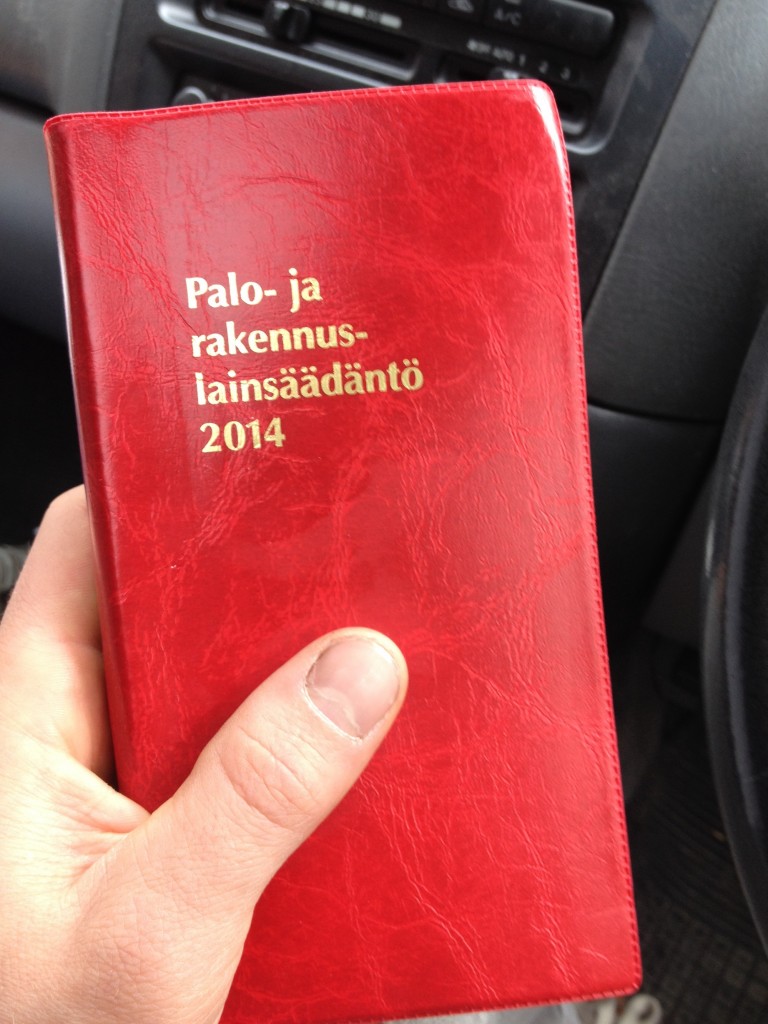 A/C
Palo- ja
rakennus-
lainsäädäntö
2014